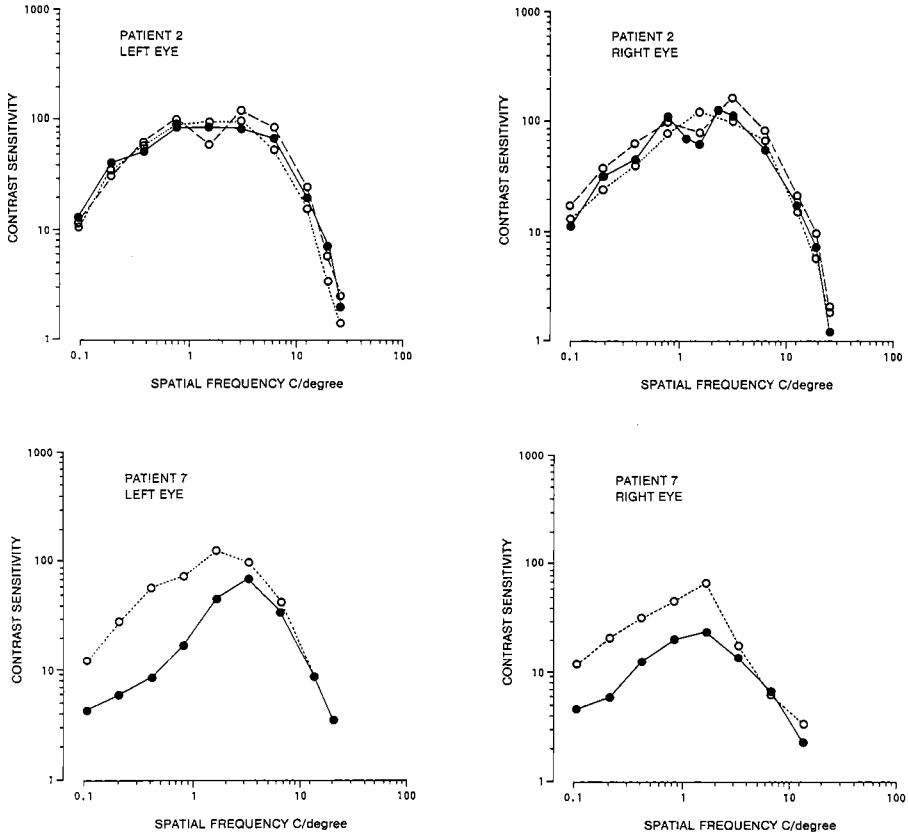 PATIENT 2
LEFT EYE
CONTRAST SENSITIVITY
1000
100
10
1
0.1 1 10 100
SPATIAL FREQUENCY C/degree
PATIENT 2
RIGHT EYE
CONTRAST SENSITIVITY
1000
100
10
1
0.1 1 10 100
SPATIAL FREQUENCY C/degree
PATIENT 7
LEFT EYE
CONTRAST SENSITIVITY
1000
100
10
1
0.1 1 10 100
SPATIAL FREQUENCY C/degree
PATIENT 7
RIGHT EYE
CONTRAST SENSITIVITY
1000
100
10
1
0.1 1 10 100
SPATIAL FREQUENCY C/degree